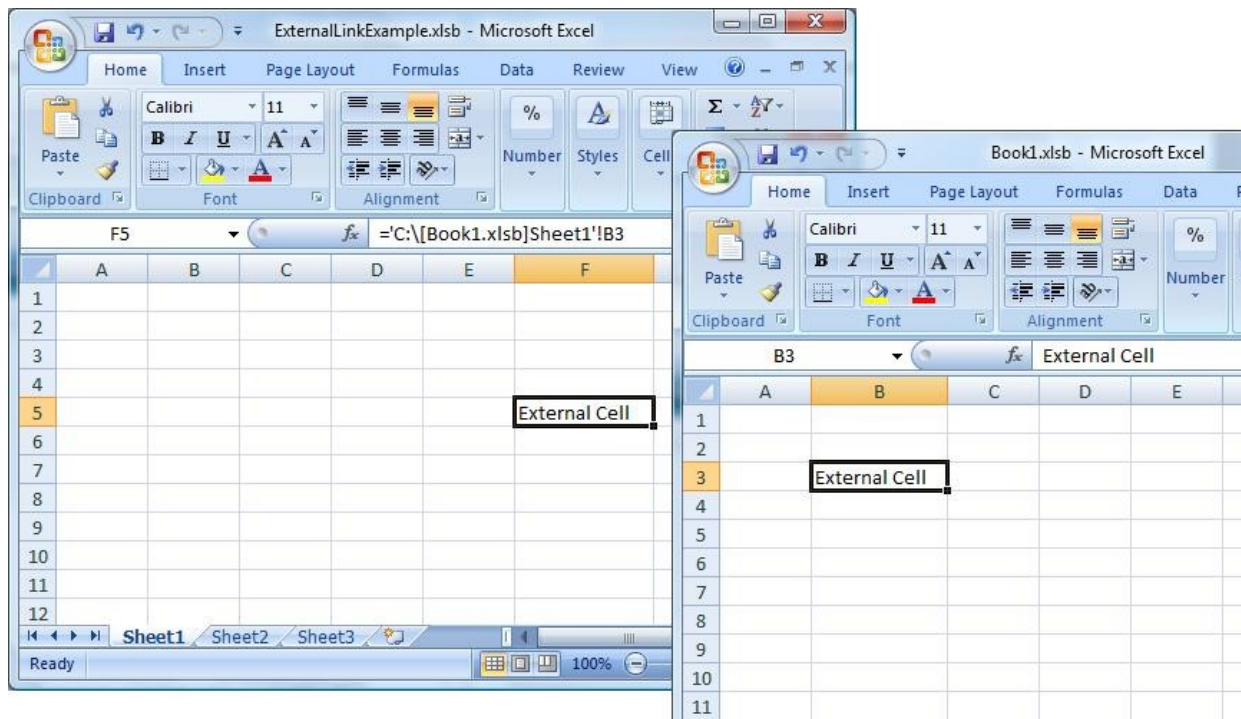 ExternalLinkExample.xlsb - Microsoft Excel
Home Insert Page Layout Formulas Data Review View
Calibri 11 % A Σ
Paste B I U A A Number Styles Cell
Clipboard Font Alignment
F5 fx ='C:\[Book1.xlsb]Sheet1'!B3
A B C D E F
1
2
3
4
5 External Cell
6
7
8
9
10
11
12
Sheet1 Sheet2 Sheet3
Ready 100%
Book1.xlsb - Microsoft Excel
Home Insert Page Layout Formulas Data
Calibri 11 %
Paste B I U A A Number
Clipboard Font Alignment
B3 fx External Cell
A B C D E
1
2
3 External Cell
4
5
6
7
8
9
10
11